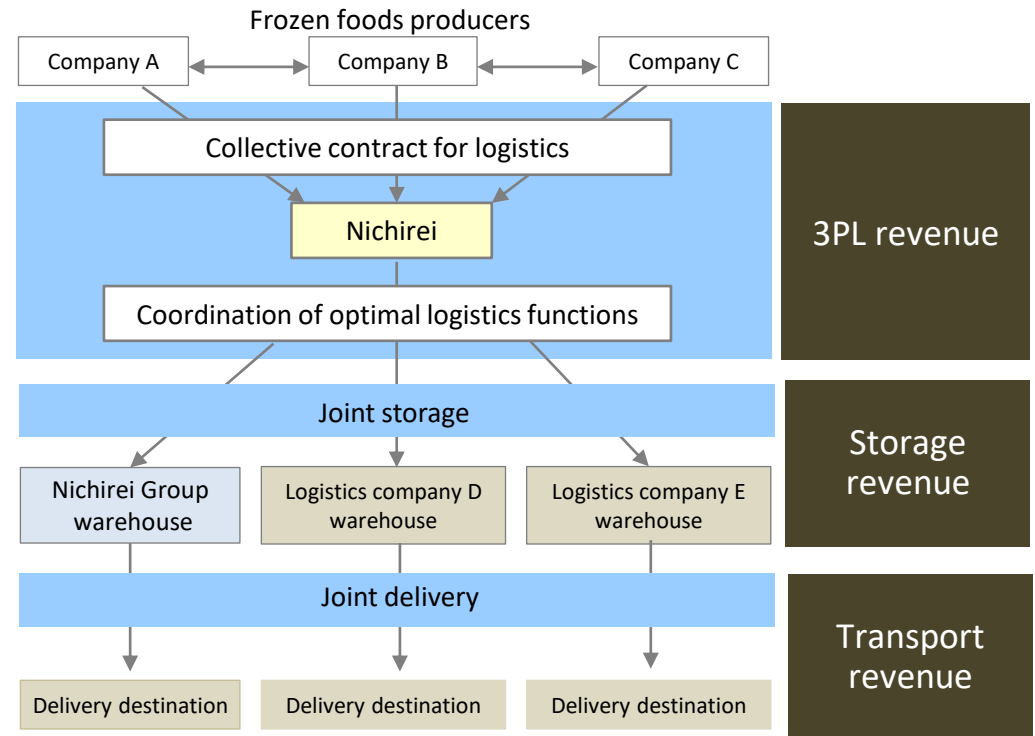 Frozen foods producers
Company A
Company B
Company C
Collective contract for logistics
Nichirei
Coordination of optimal logistics functions
3PL revenue
Joint storage
Nichirei Group
warehouse
Logistics company D
warehouse
Logistics company E
warehouse
Storage
revenue
Joint delivery
Delivery destination
Delivery destination
Delivery destination
Transport
revenue